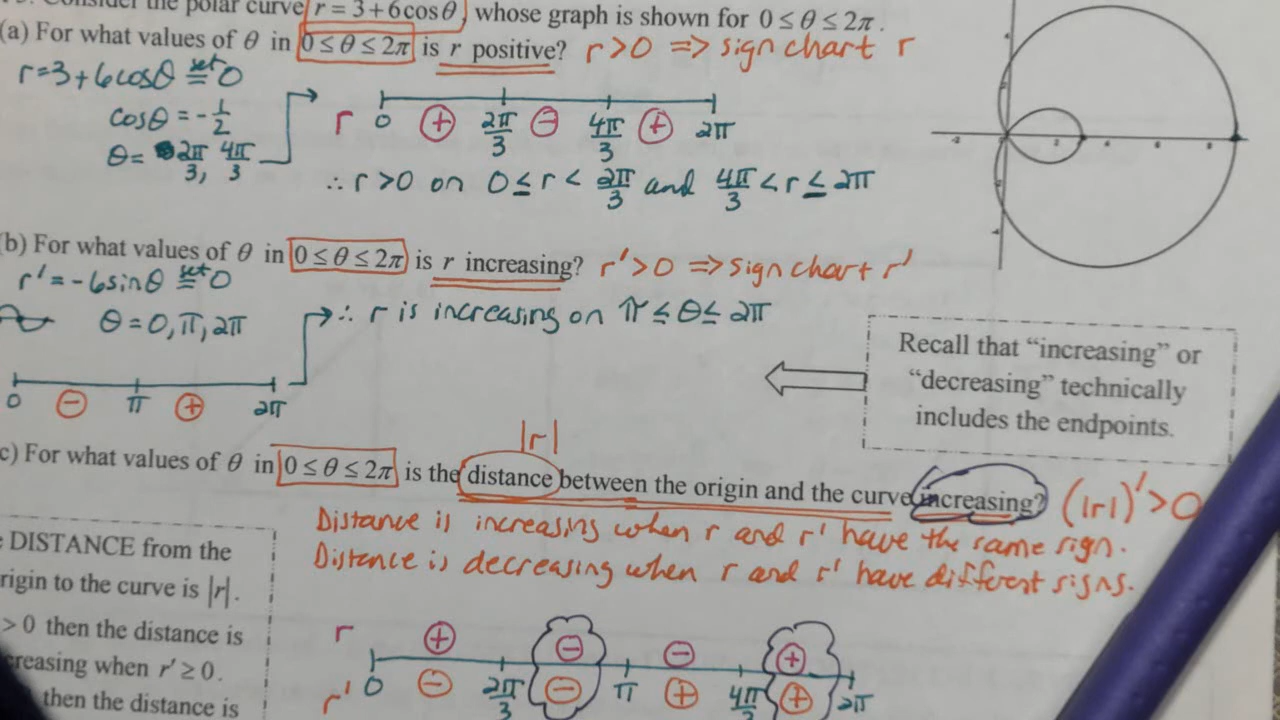 the polar curve r = 3 + 6 cos θ, whose graph is shown for 0 ≤ θ ≤ 2π.
(a) For what values of θ in 0 ≤ θ ≤ 2π is r positive? r > 0 ⇒ sign chart r
r = 3 + 6cosθ set= 0
cosθ = -1/2
θ = 2π/3, 4π/3
r 0 + 2π/3 − 4π/3 + 2π
∴ r > 0 on 0 ≤ r < 2π/3 and 4π/3 < r ≤ 2π
b) For what values of θ in 0 ≤ θ ≤ 2π is r increasing? r' > 0 ⇒ sign chart r'
r' = -6sinθ set= 0
θ = 0, π, 2π
∴ r is increasing on π ≤ θ ≤ 2π
0 − π + 2π
Recall that “increasing” or
“decreasing” technically
includes the endpoints.
|r|
c) For what values of θ in 0 ≤ θ ≤ 2π is the distance between the origin and the curve increasing? (|r|)' > 0
Distance is increasing when r and r' have the same sign.
Distance is decreasing when r and r' have different signs.
DISTANCE from the
rigin to the curve is |r|.
> 0 then the distance is
creasing when r' ≥ 0.
then the distance is
r + − − +
0 2π/3 π 4π/3 2π
r' − − + +